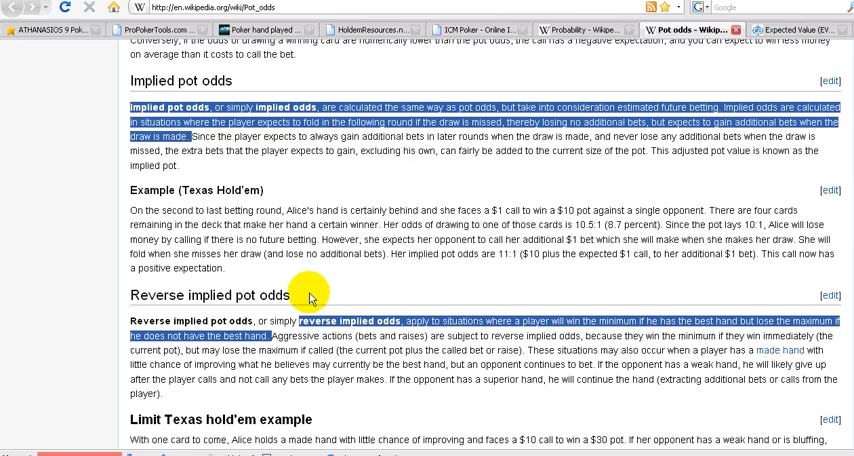 http://en.wikipedia.org/wiki/Pot_odds
Google
ATHANASIOS 9 Pok...
ProPokerTools.com ...
Poker hand played ...
HoldemResources.n...
ICM Poker - Online I...
Probability - Wikipe...
Pot odds - Wikip...
Expected Value (EV...
Conversely, if the odds of drawing a winning card are numerically lower than the pot odds, the call has a negative expectation, and you can expect to win less money
on average than it costs to call the bet.
Implied pot odds
[edit]
Implied pot odds, or simply implied odds, are calculated the same way as pot odds, but take into consideration estimated future betting. Implied odds are calculated
in situations where the player expects to fold in the following round if the draw is missed, thereby losing no additional bets, but expects to gain additional bets when the
draw is made. Since the player expects to always gain additional bets in later rounds when the draw is made, and never lose any additional bets when the draw is
missed, the extra bets that the player expects to gain, excluding his own, can fairly be added to the current size of the pot. This adjusted pot value is known as the
implied pot.
Example (Texas Hold'em)
[edit]
On the second to last betting round, Alice's hand is certainly behind and she faces a $1 call to win a $10 pot against a single opponent. There are four cards
remaining in the deck that make her hand a certain winner. Her odds of drawing to one of those cards is 10.5:1 (8.7 percent). Since the pot lays 10:1, Alice will lose
money by calling if there is no future betting. However, she expects her opponent to call her additional $1 bet which she will make when she makes her draw. She will
fold when she misses her draw (and lose no additional bets). Her implied pot odds are 11:1 ($10 plus the expected $1 call, to her additional $1 bet). This call now has
a positive expectation.
Reverse implied pot odds
[edit]
Reverse implied pot odds, or simply reverse implied odds, apply to situations where a player will win the minimum if he has the best hand but lose the maximum if
he does not have the best hand. Aggressive actions (bets and raises) are subject to reverse implied odds, because they win the minimum if they win immediately (the
current pot), but may lose the maximum if called (the current pot plus the called bet or raise). These situations may also occur when a player has a made hand with
little chance of improving what he believes may currently be the best hand, but an opponent continues to bet. If the opponent has a weak hand, he will likely give up
after the player calls and not call any bets the player makes. If the opponent has a superior hand, he will continue the hand (extracting additional bets or calls from the
player).
Limit Texas hold'em example
[edit]
With one card to come, Alice holds a made hand with little chance of improving and faces a $10 call to win a $30 pot. If her opponent has a weak hand or is bluffing,